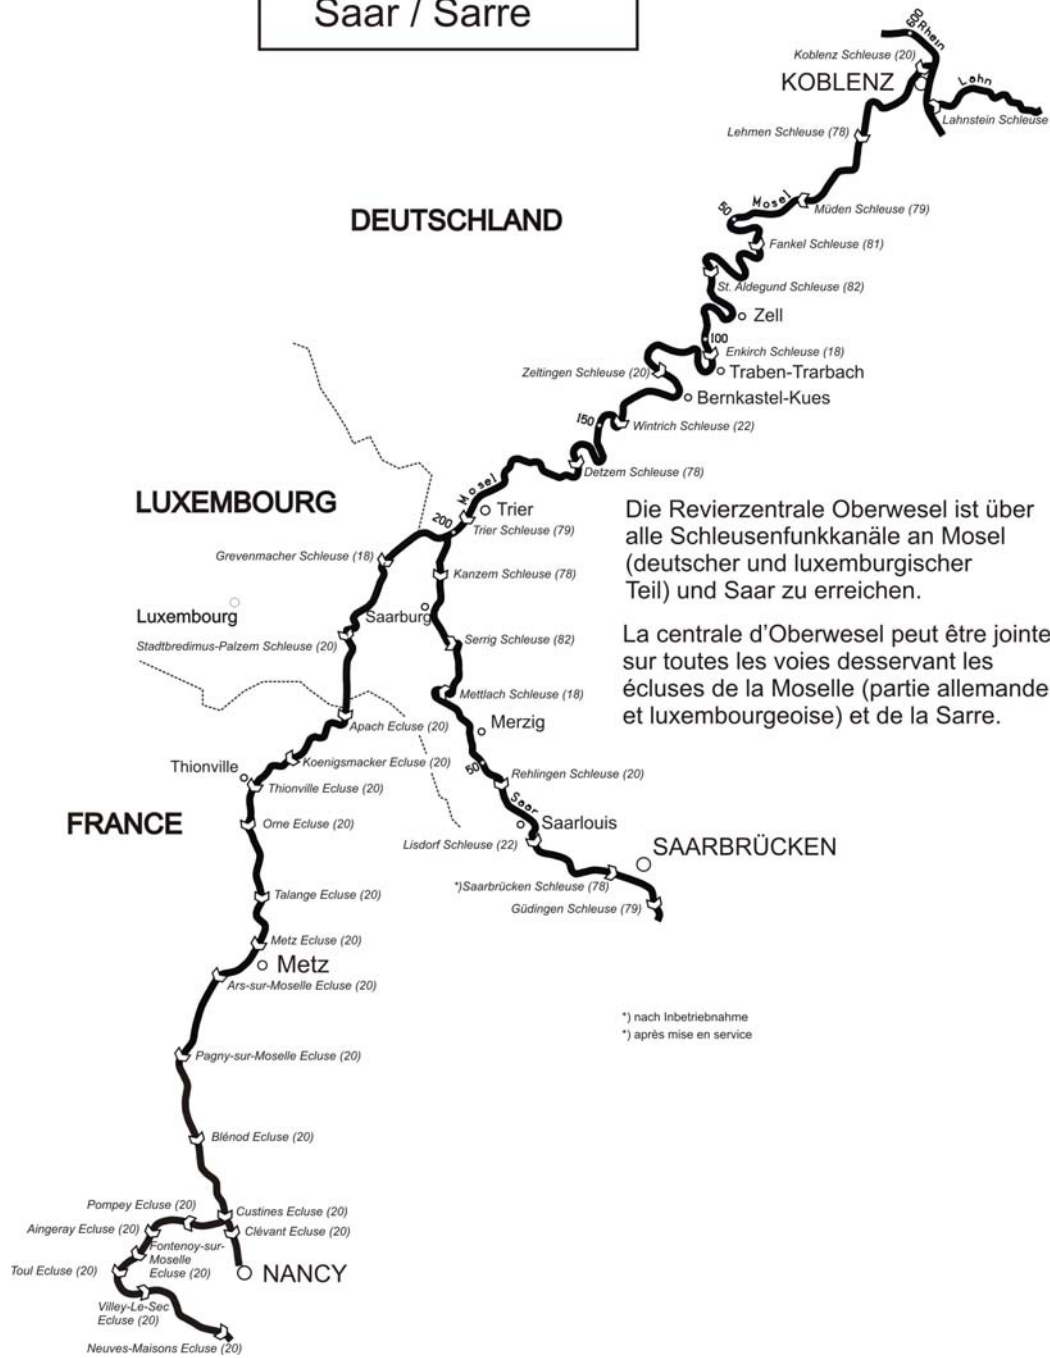 Saar / Sarre
600
Rhein
Koblenz Schleuse (20)
KOBLENZ
Lahn
Lahnstein Schleuse
Lehmen Schleuse (78)
Mosel
50
Müden Schleuse (79)
DEUTSCHLAND
Fankel Schleuse (81)
St. Aldegund Schleuse (82)
Zell
100
Enkirch Schleuse (18)
Zeltingen Schleuse (20)
Traben-Trarbach
Bernkastel-Kues
150
Wintrich Schleuse (22)
Detzem Schleuse (78)
Mosel
LUXEMBOURG
Trier
200
Trier Schleuse (79)
Die Revierzentrale Oberwesel ist über
alle Schleusenfunkkanäle an Mosel
(deutscher und luxemburgischer
Teil) und Saar zu erreichen.
Grevenmacher Schleuse (18)
Kanzem Schleuse (78)
Luxembourg
Saarburg
Stadtbredimus-Palzem Schleuse (20)
Serrig Schleuse (82)
La centrale d'Oberwesel peut être jointe
sur toutes les voies desservant les
écluses de la Moselle (partie allemande
et luxembourgeoise) et de la Sarre.
Mettlach Schleuse (18)
Merzig
Apach Ecluse (20)
Koenigsmacker Ecluse (20)
50
Thionville
Rehlingen Schleuse (20)
Thionville Ecluse (20)
Saar
FRANCE
Orne Ecluse (20)
Saarlouis
Lisdorf Schleuse (22)
SAARBRÜCKEN
*)Saarbrücken Schleuse (78)
Talange Ecluse (20)
Güdingen Schleuse (79)
Metz Ecluse (20)
Metz
Ars-sur-Moselle Ecluse (20)
*) nach Inbetriebnahme
*) après mise en service
Pagny-sur-Moselle Ecluse (20)
Blénod Ecluse (20)
Pompey Ecluse (20)
Custines Ecluse (20)
Aingeray Ecluse (20)
Clévant Ecluse (20)
Fontenoy-sur-
Moselle
Ecluse (20)
Toul Ecluse (20)
NANCY
Villey-Le-Sec
Ecluse (20)
Neuves-Maisons Ecluse (20)